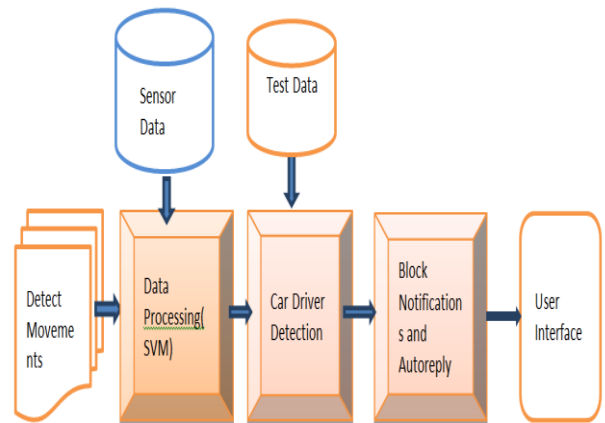 Sensor
Data
Test Data
Detect
Moveme
nts
Data
Processing(
SVM)
Car Driver
Detection
Block
Notification
s and
Autoreply
User
Interface